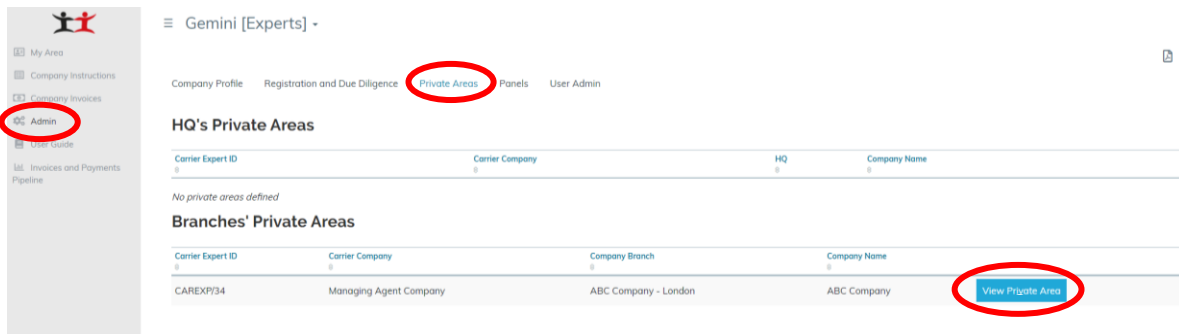 Gemini [Experts]
My Area
Company Instructions
Company Invoices
Admin
User Guide
Invoices and Payments
Pipeline
Company Profile Registration and Due Diligence Private Areas Panels User Admin
HQ's Private Areas
Carrier Expert ID Carrier Company HQ Company Name
No private areas defined
Branches' Private Areas
Carrier Expert ID Carrier Company Company Branch Company Name
CAREXP/34 Managing Agent Company ABC Company - London ABC Company View Private Area